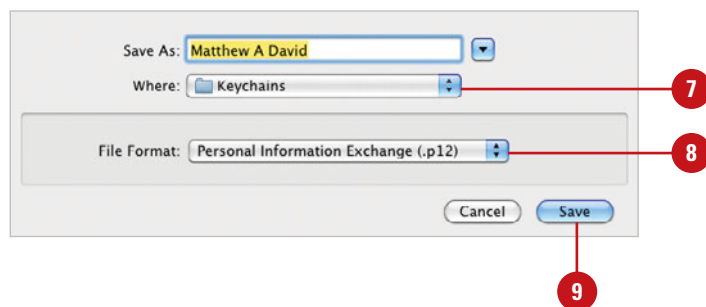 Save As: Matthew A David
Where: Keychains
7
File Format: Personal Information Exchange (.p12)
8
Cancel Save
9